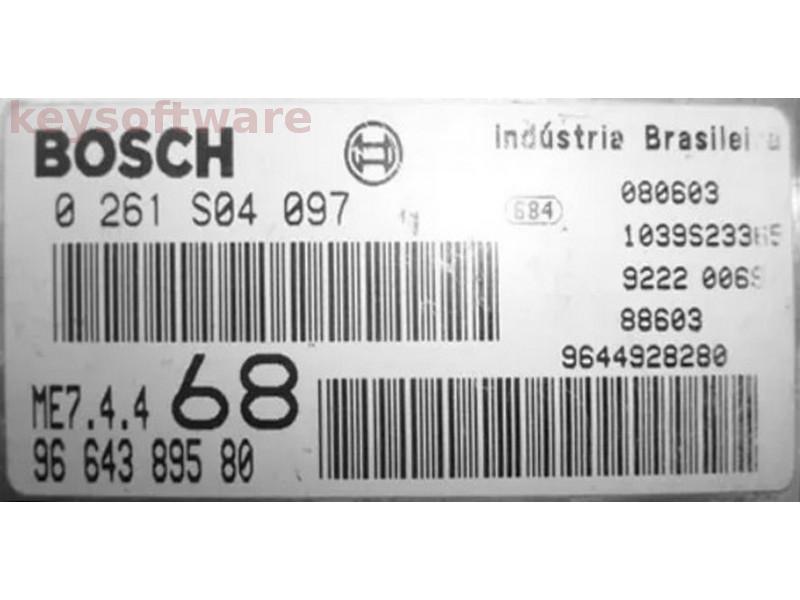 keysoftware
BOSCH
Indústria
0 261 S04 097
684
080603
9222
88603
9644928280
ME7.4.4 68
96 643 895 80